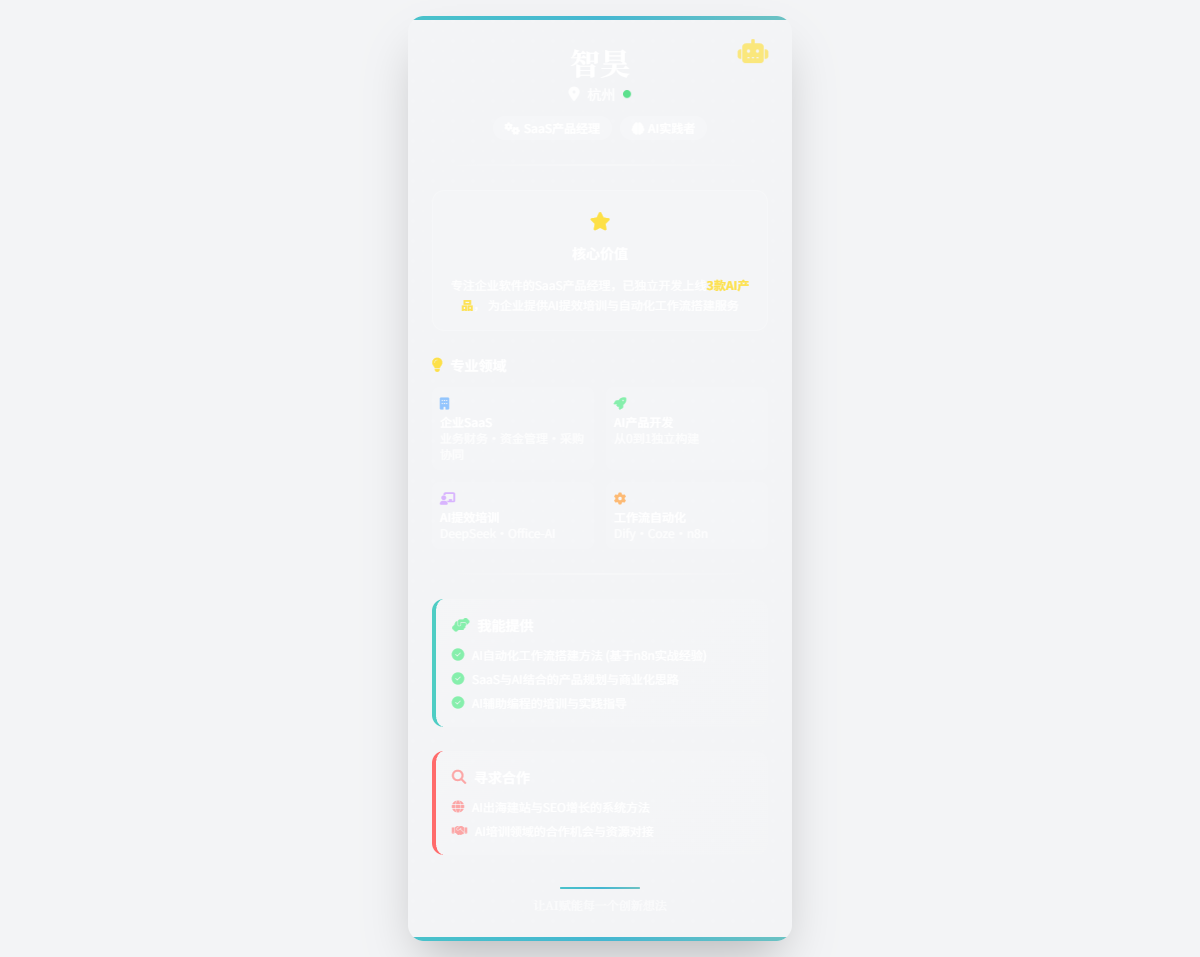 智昊
杭州
SaaS产品经理
AI实践者
核心价值
专注企业软件的SaaS产品经理，已独立开发上线3款AI产
品，为企业提供AI提效培训与自动化工作流搭建服务
专业领域
企业SaaS
业务财务·资金管理·采购
协同
AI产品开发
从0到1独立构建
AI提效培训
DeepSeek·Office-AI
工作流自动化
Dify·Coze·n8n
我能提供
AI自动化工作流搭建方法 (基于n8n实战经验)
SaaS与AI结合的产品规划与商业化思路
AI辅助编程的培训与实践指导
寻求合作
AI出海建站与SEO增长的系统方法
AI培训领域的合作机会与资源对接
让AI赋能每一个创新想法